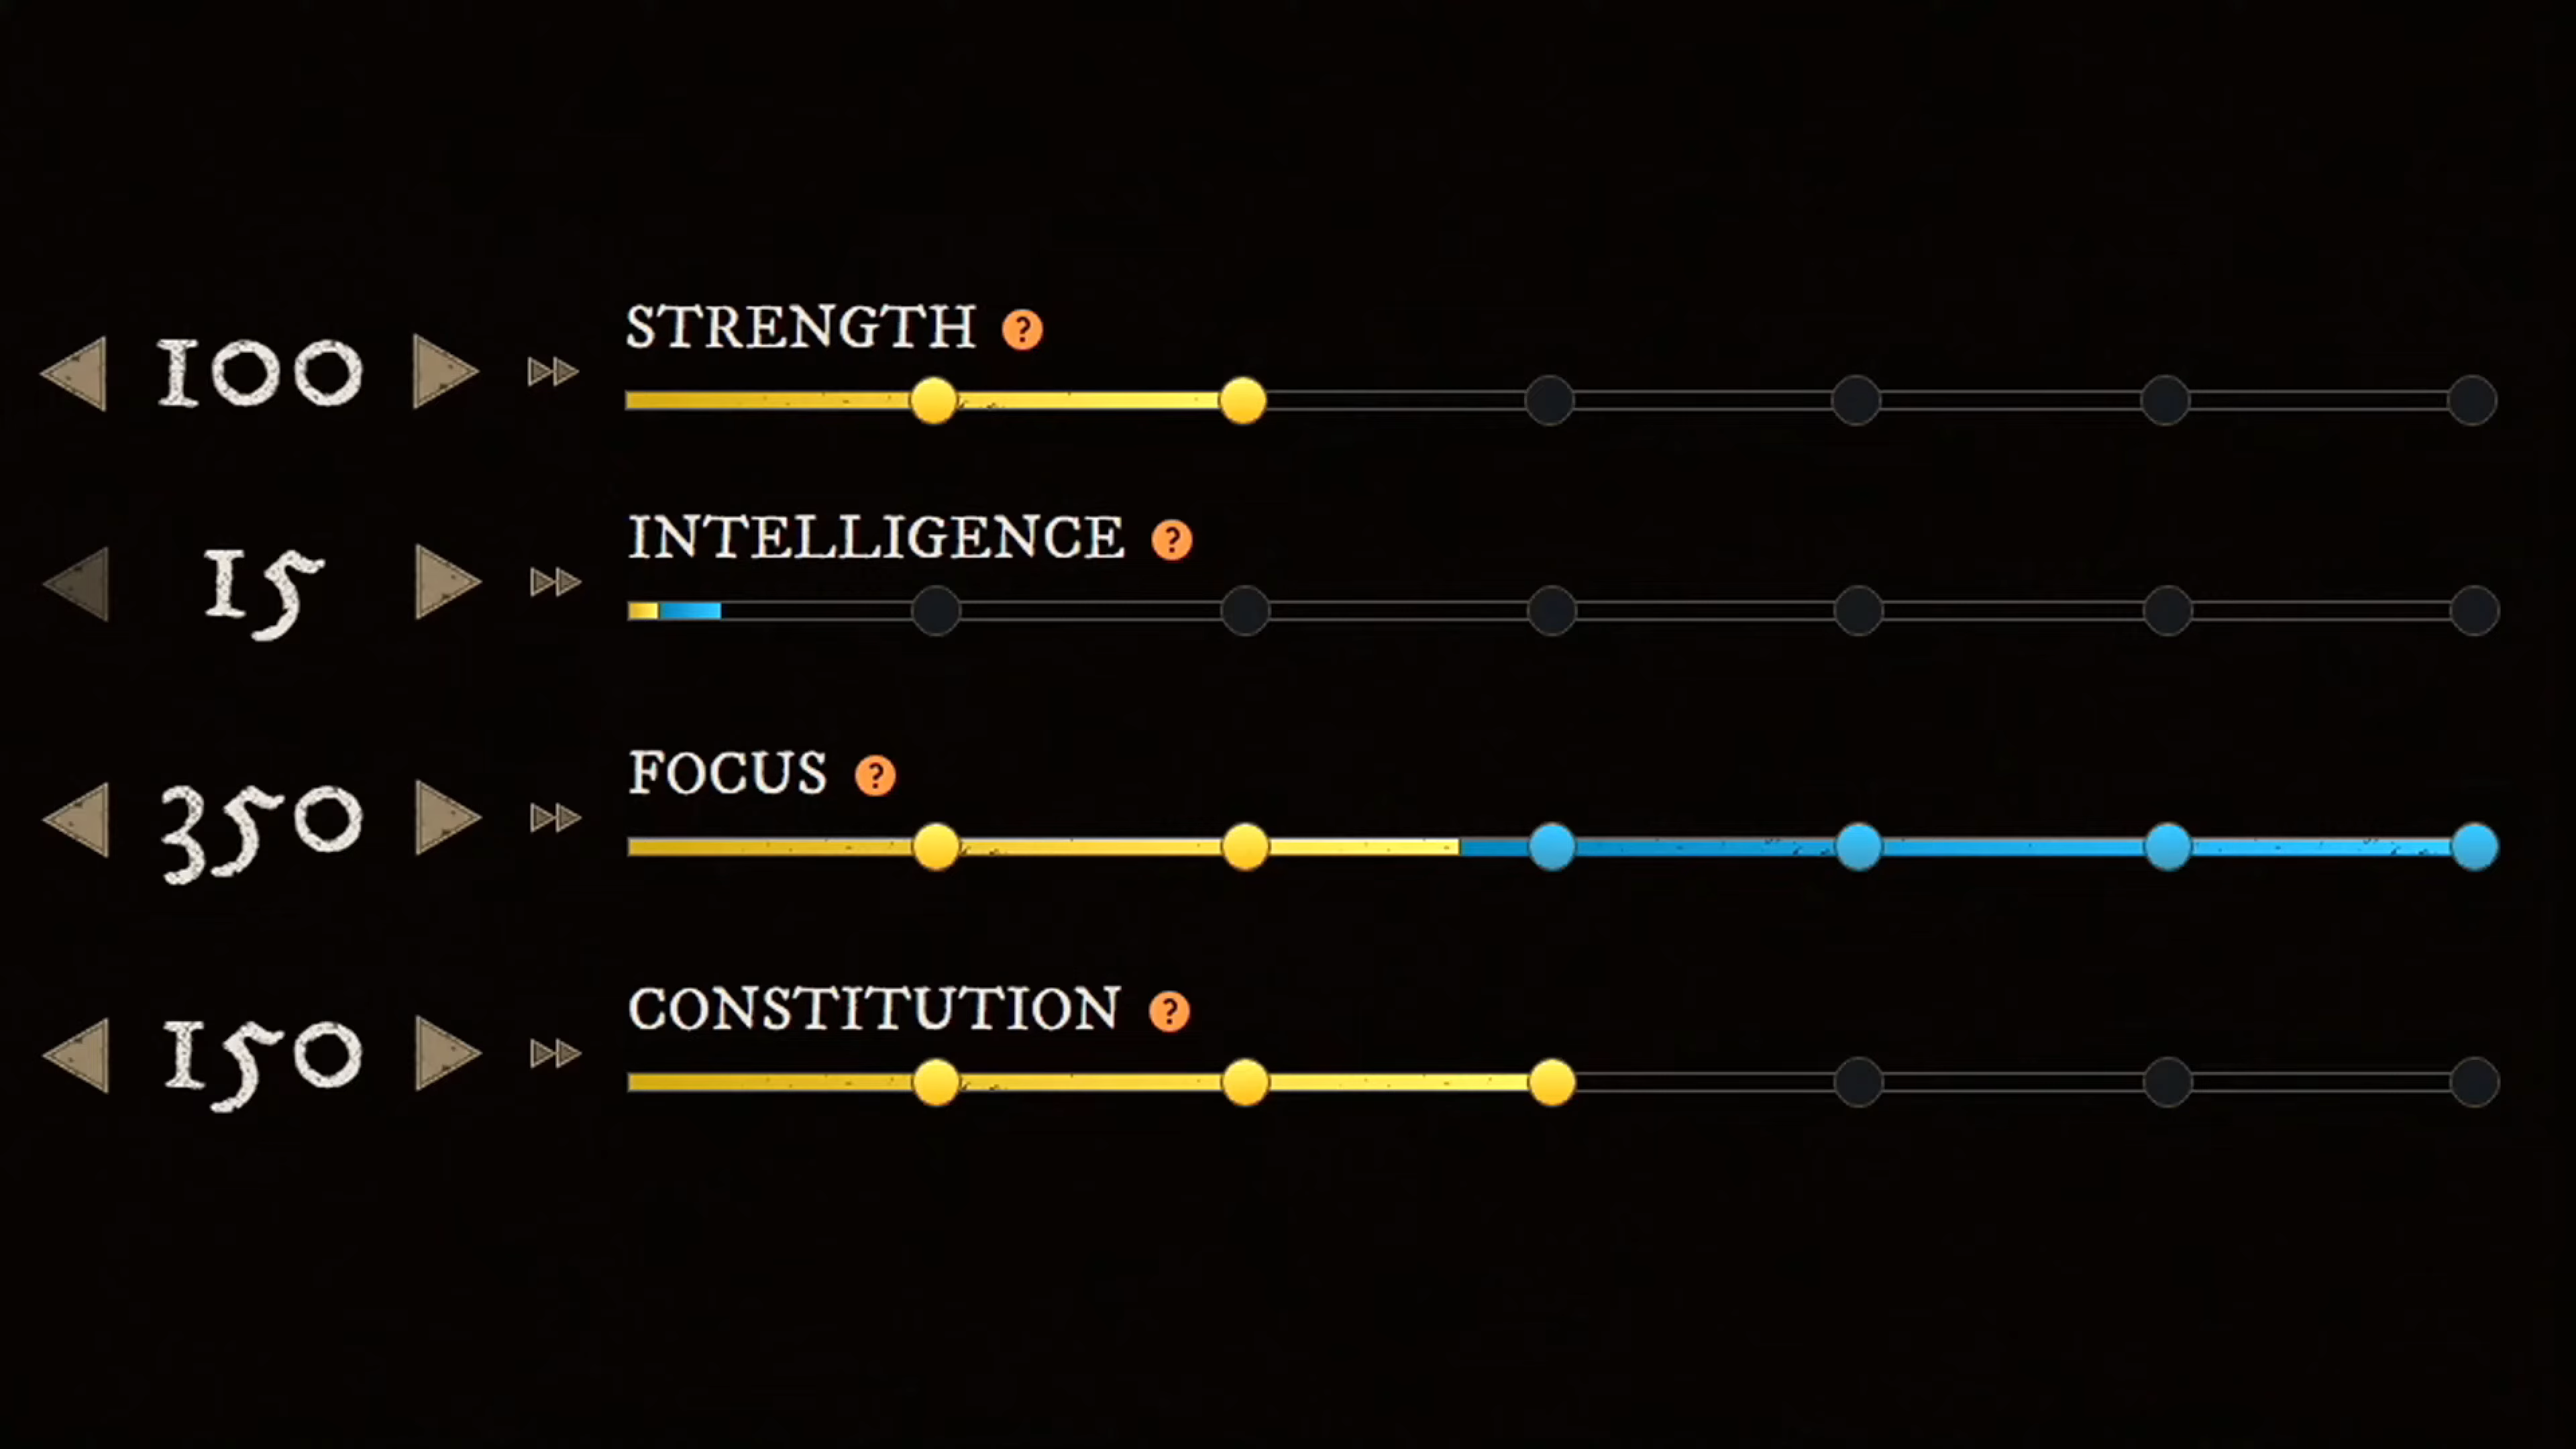 STRENGTH ?
100
INTELLIGENCE ?
15
FOCUS ?
350
CONSTITUTION ?
150